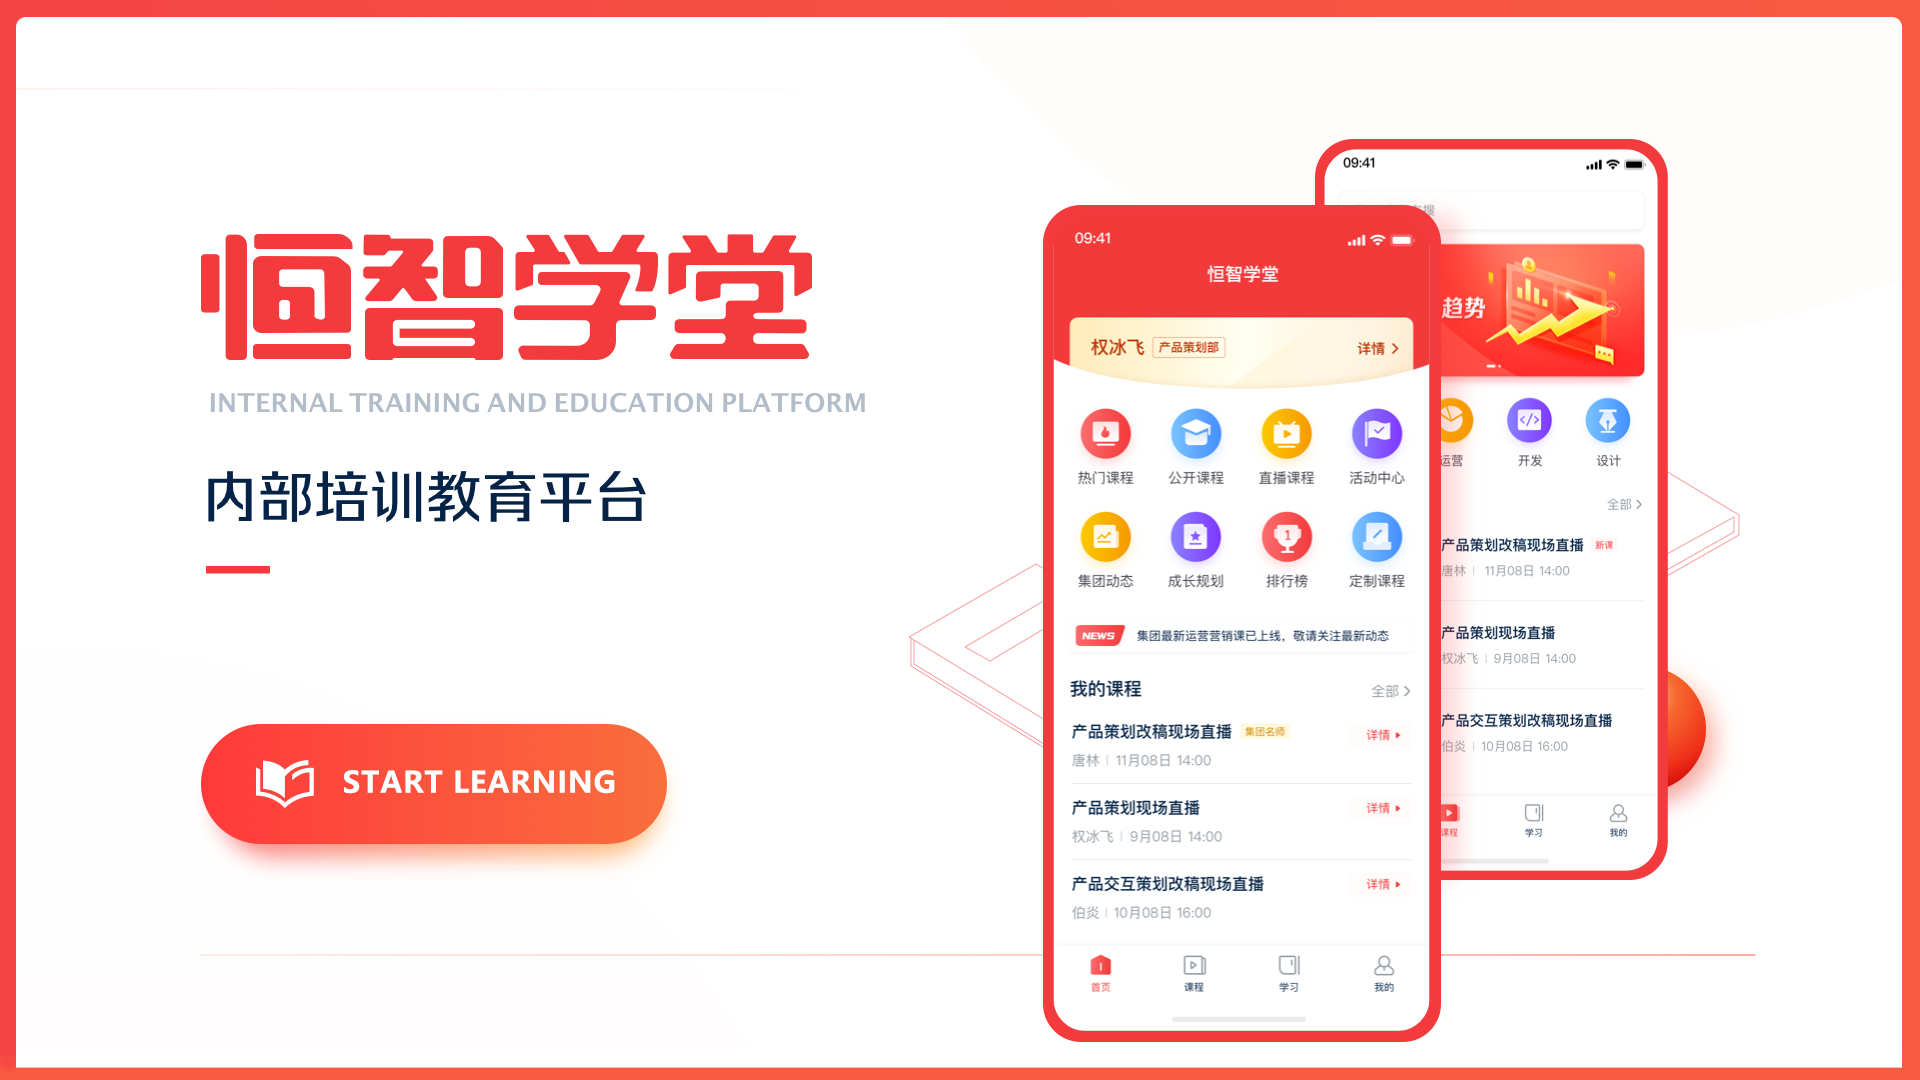 恒智学堂
INTERNAL TRAINING AND EDUCATION PLATFORM
内部培训教育平台
START LEARNING
09:41
恒智学堂
权冰飞 产品策划部 详情
热门课程 公开课程 直播课程 活动中心
集团动态 成长规划 排行榜 定制课程
NEWS 集团最新运营营销课已上线，敬请关注最新动态
我的课程 全部
产品策划改稿现场直播 集团名师 详情
唐林 11月08日 14:00
产品策划现场直播 详情
权冰飞 9月08日 14:00
产品交互策划改稿现场直播 详情
伯炎 10月08日 16:00
首页 课程 学习 我的
09:41
趋势
运营 开发 设计
全部
产品策划改稿现场直播 新课
唐林 11月08日 14:00
产品策划现场直播
权冰飞 9月08日 14:00
产品交互策划改稿现场直播
伯炎 10月08日 16:00
课程 学习 我的